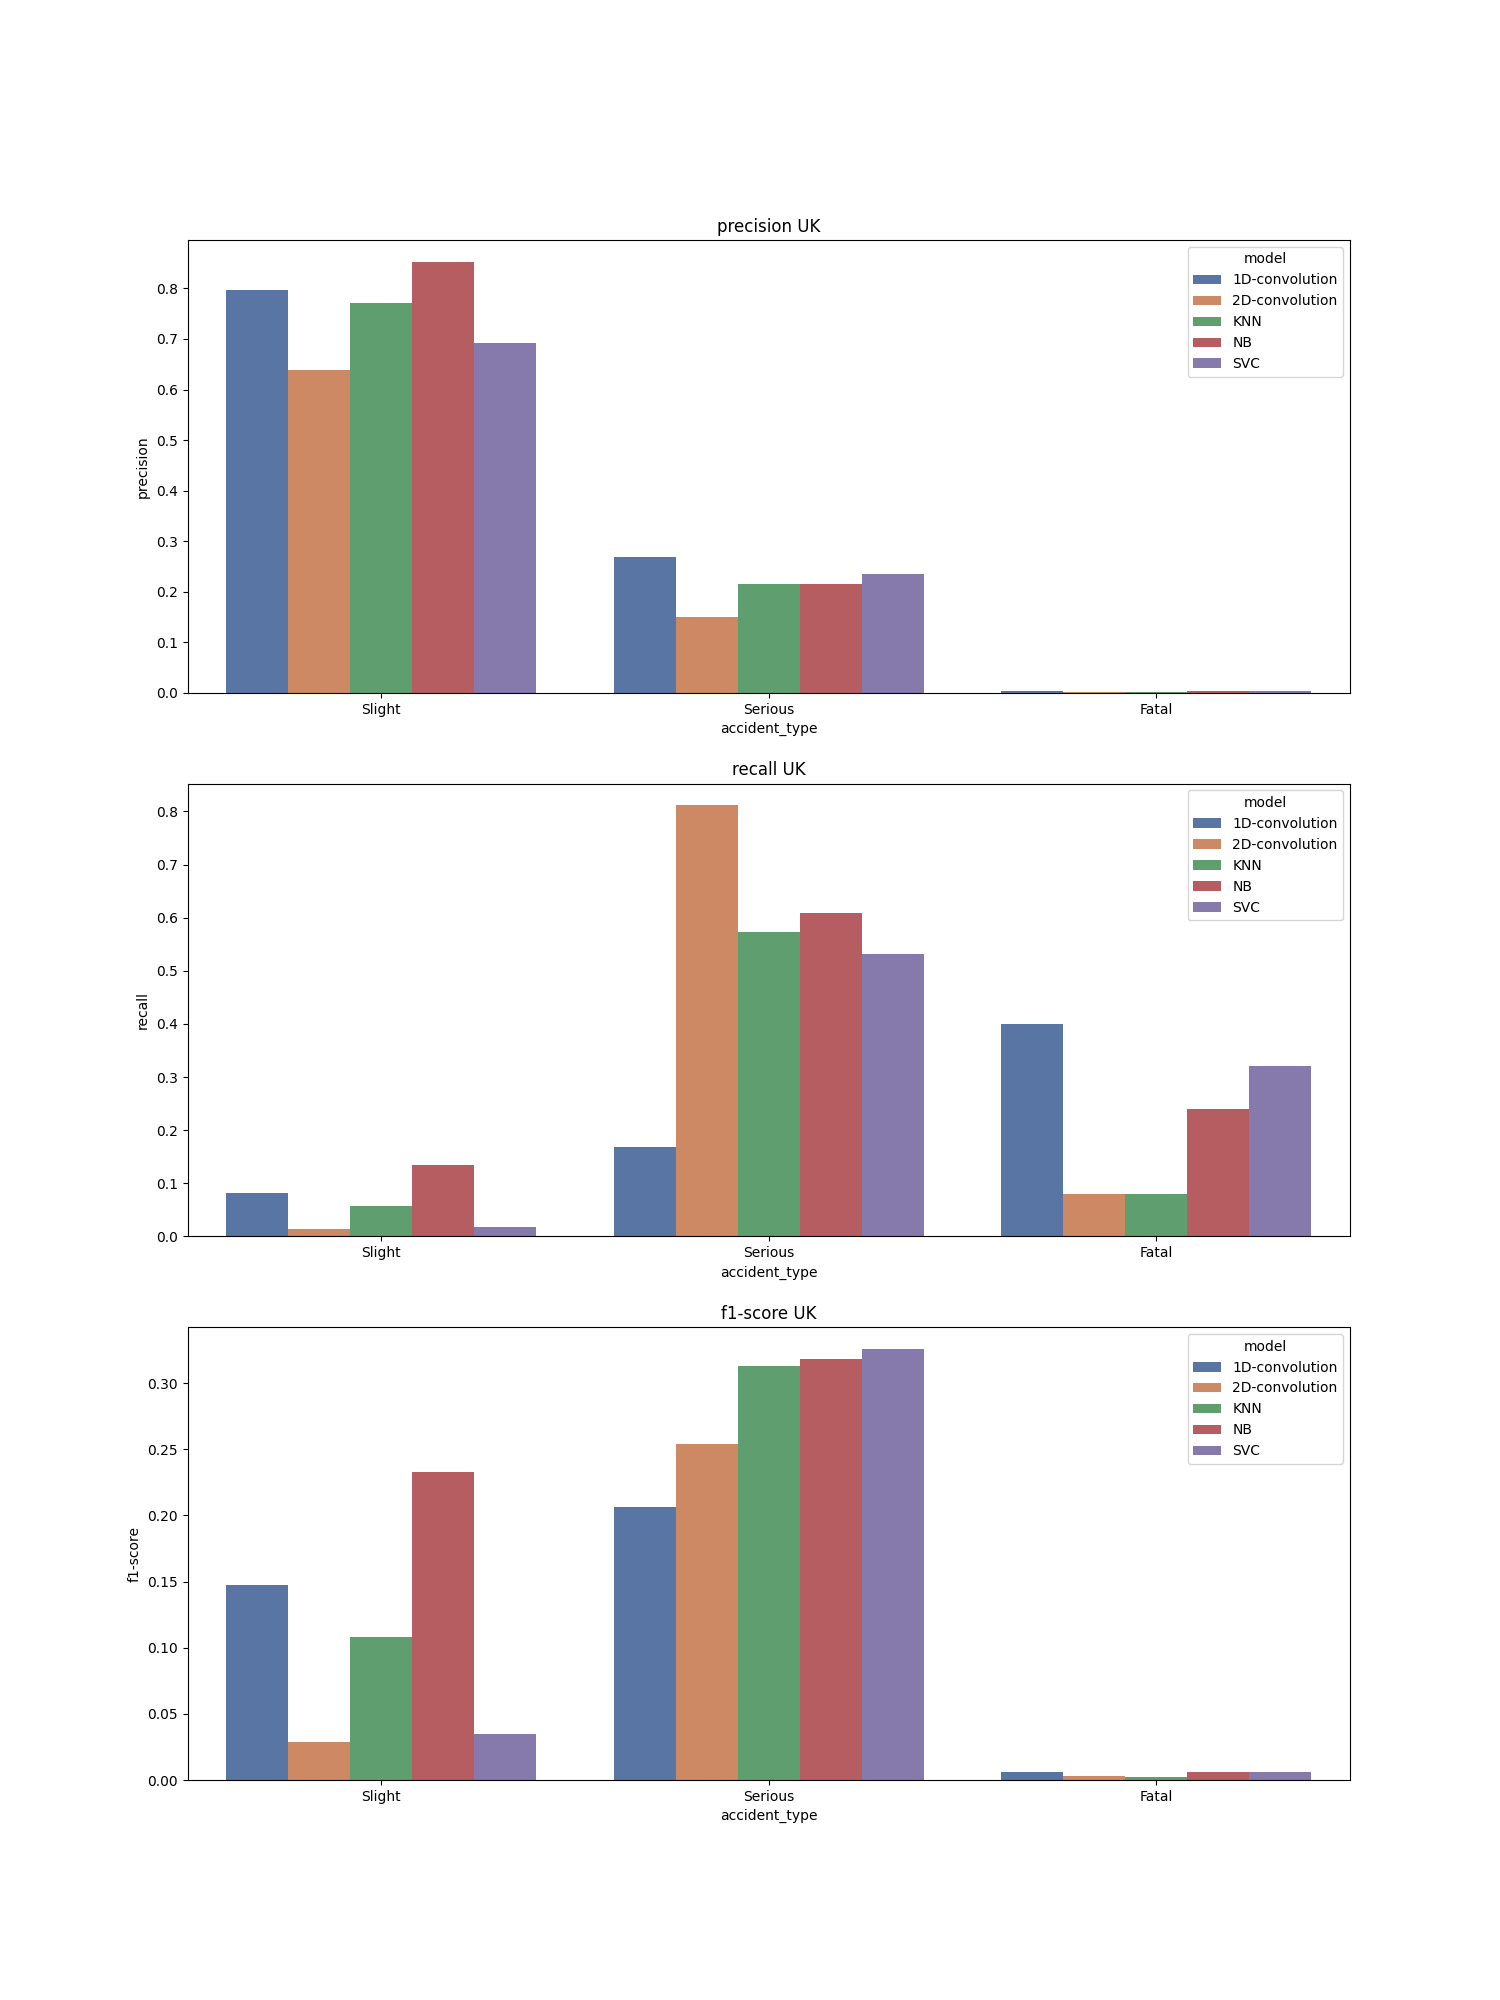 precision UK
model
1D-convolution
2D-convolution
KNN
NB
SVC
0.8
0.7
0.6
0.5
0.4
0.3
0.2
0.1
0.0
precision
Slight Serious Fatal
accident_type
recall UK
model
1D-convolution
2D-convolution
KNN
NB
SVC
0.8
0.7
0.6
0.5
0.4
0.3
0.2
0.1
0.0
recall
Slight Serious Fatal
accident_type
f1-score UK
model
1D-convolution
2D-convolution
KNN
NB
SVC
0.30
0.25
0.20
0.15
0.10
0.05
0.00
f1-score
Slight Serious Fatal
accident_type